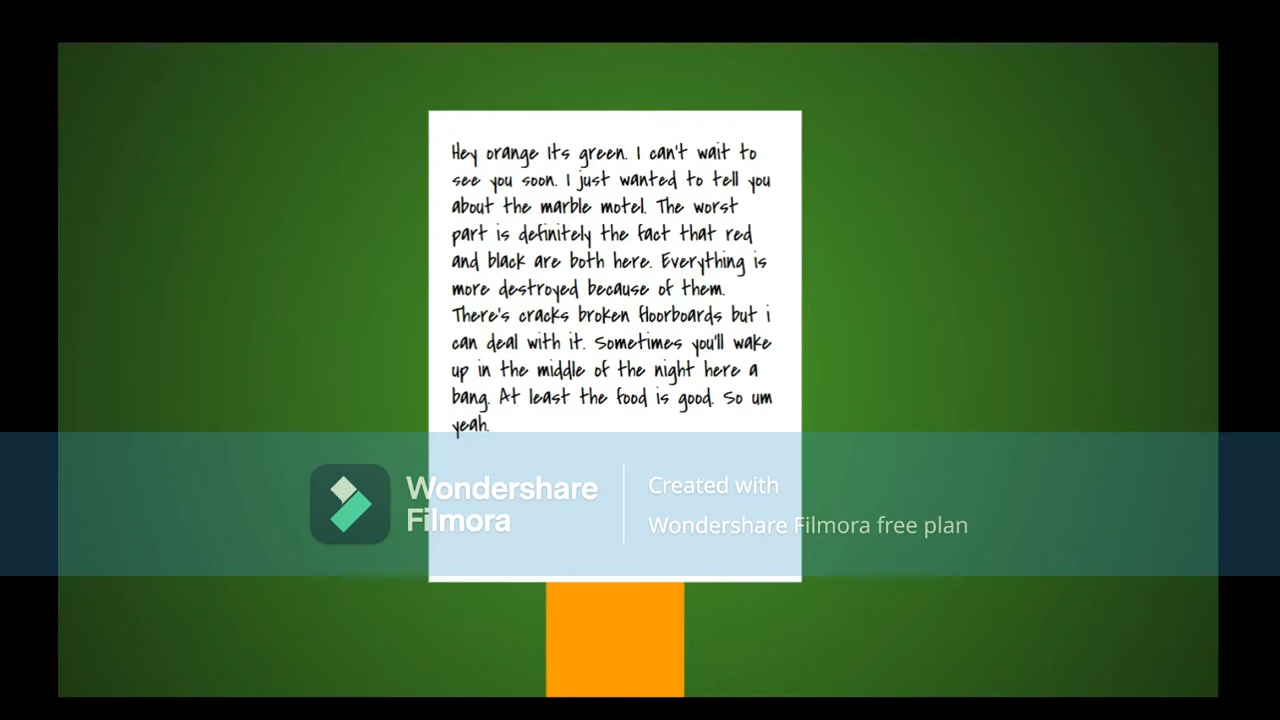 Hey orange Its green. I can't wait to
see you soon. I just wanted to tell you
about the marble motel. The worst
part is definitely the fact that red
and black are both here. Everything is
more destroyed because of them.
There's cracks broken floorboards but i
can deal with it. Sometimes you'll wake
up in the middle of the night here a
bang. At least the food is good. So um
yeah.
Wondershare
Filmora
Created with
Wondershare Filmora free plan